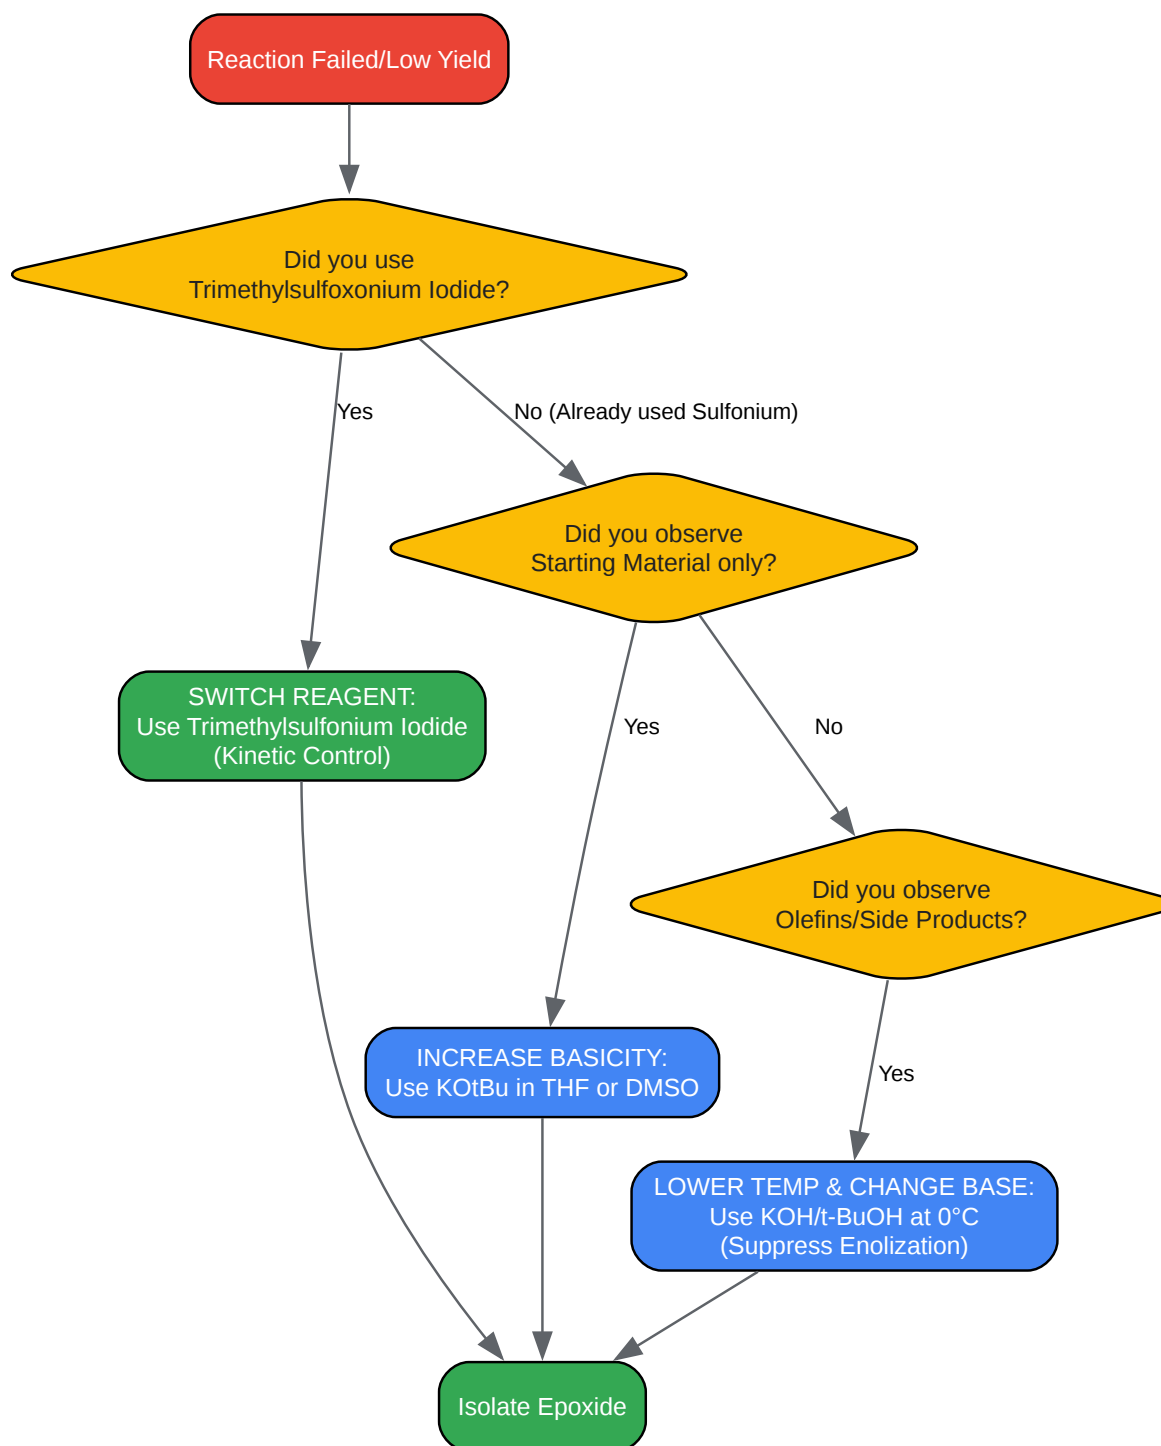 Reaction Failed/Low Yield
Did you use
Trimethylsulfoxonium Iodide?
Yes
No (Already used Sulfonium)
Did you observe
Starting Material only?
SWITCH REAGENT:
Use Trimethylsulfonium Iodide
(Kinetic Control)
Yes
No
Did you observe
Olefins/Side Products?
INCREASE BASICITY:
Use KOtBu in THF or DMSO
Yes
LOWER TEMP & CHANGE BASE:
Use KOH/t-BuOH at 0°C
(Suppress Enolization)
Isolate Epoxide